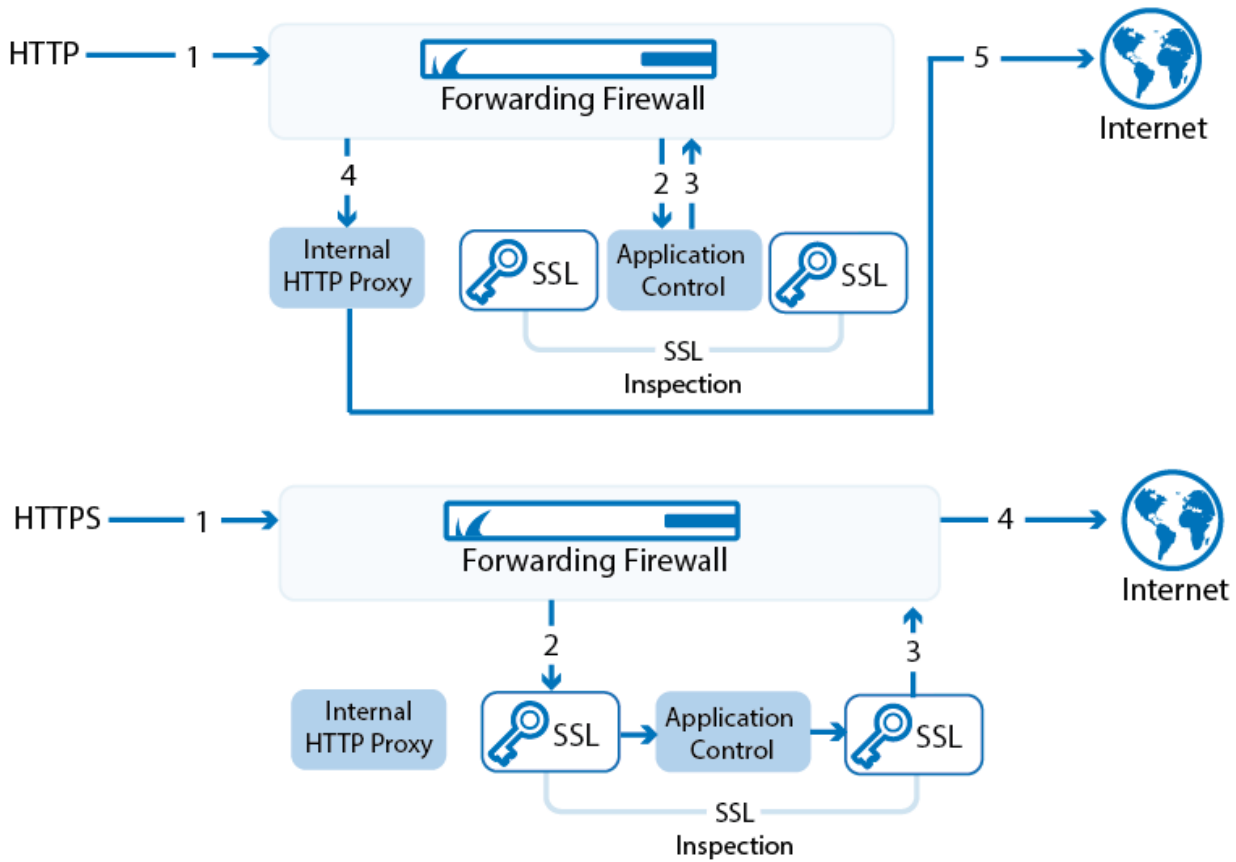 HTTP
1
Forwarding Firewall
5
Internet
4
2
3
Internal
HTTP Proxy
SSL
Application
Control
SSL
SSL
Inspection
HTTPS
1
Forwarding Firewall
4
Internet
2
3
Internal
HTTP Proxy
SSL
Application
Control
SSL
SSL
Inspection